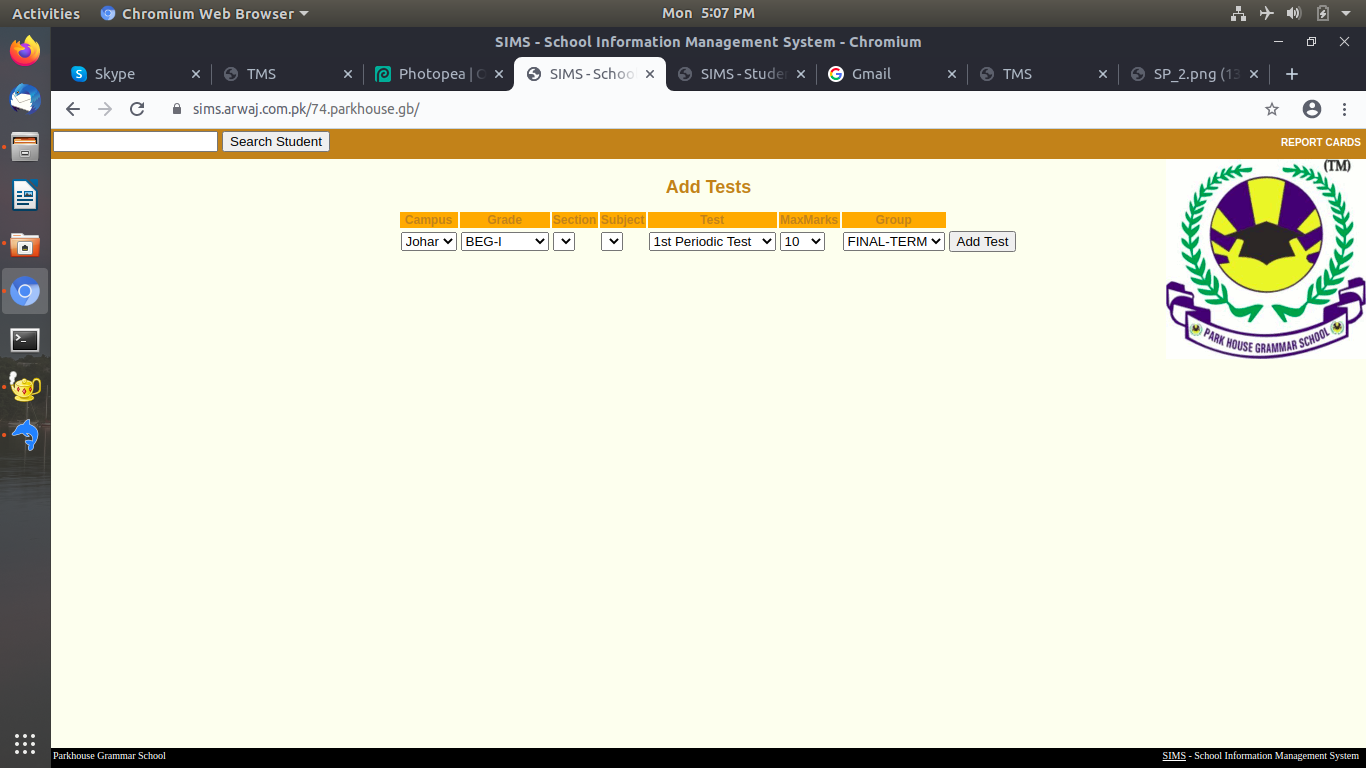 Activities Chromium Web Browser Mon 5:07 PM
SIMS - School Information Management System - Chromium
Skype TMS Photopea | O SIMS - Schoo SIMS - Studen Gmail TMS SP_2.png (13
sims.arwaj.com.pk/74.parkhouse.gb/
Search Student REPORT CARDS
(TM)
Add Tests
Campus Grade Section Subject Test MaxMarks Group
Johar BEG-I 1st Periodic Test 10 FINAL-TERM Add Test
PARK HOUSE GRAMMAR SCHOOL
Parkhouse Grammar School SIMS - School Information Management System